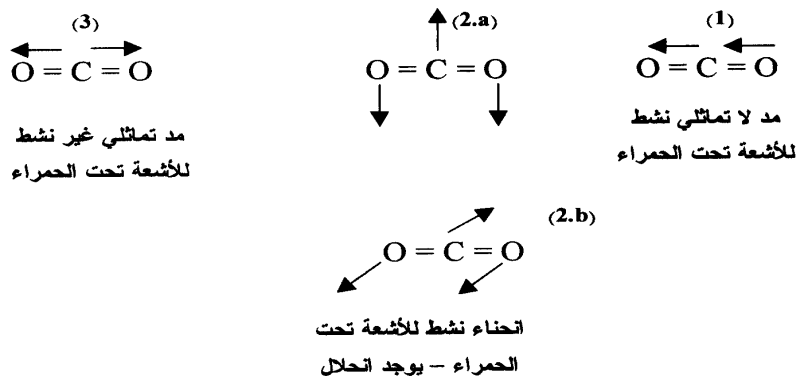 (1)
O = C = O
مد لا تماثلي نشط
للأشعة تحت الحمراء
(2.a)
O = C = O
(3)
O = C = O
مد تماثلي غير نشط
للأشعة تحت الحمراء
(2.b)
O = C = O
انحناء نشط للأشعة تحت
الحمراء – يوجد انحلال